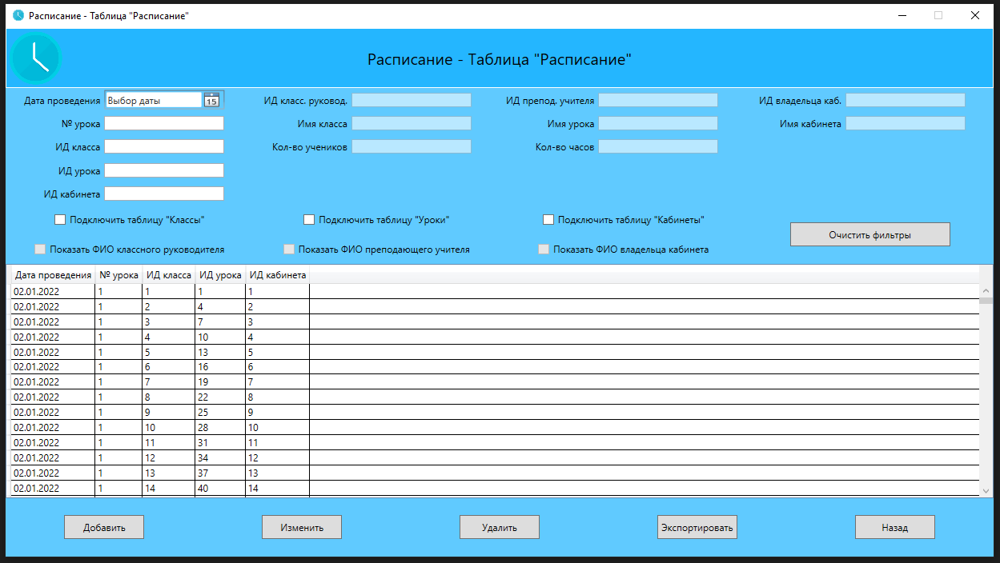 Расписание - Таблица "Расписание"
Расписание - Таблица "Расписание"
Дата проведения Выбор даты 15 ИД класс. руковод. ИД препод. учителя ИД владельца каб.
№ урока Имя класса Имя урока Имя кабинета
ИД класса Кол-во учеников Кол-во часов
ИД урока
ИД кабинета
Подключить таблицу "Классы" Подключить таблицу "Уроки" Подключить таблицу "Кабинеты"
Очистить фильтры
Показать ФИО классного руководителя Показать ФИО преподающего учителя Показать ФИО владельца кабинета
Дата проведения № урока ИД класса ИД урока ИД кабинета
02.01.2022 1 1 1 1
02.01.2022 1 2 4 2
02.01.2022 1 3 7 3
02.01.2022 1 4 10 4
02.01.2022 1 5 13 5
02.01.2022 1 6 16 6
02.01.2022 1 7 19 7
02.01.2022 1 8 22 8
02.01.2022 1 9 25 9
02.01.2022 1 10 28 10
02.01.2022 1 11 31 11
02.01.2022 1 12 34 12
02.01.2022 1 13 37 13
02.01.2022 1 14 40 14
Добавить Изменить Удалить Экспортировать Назад